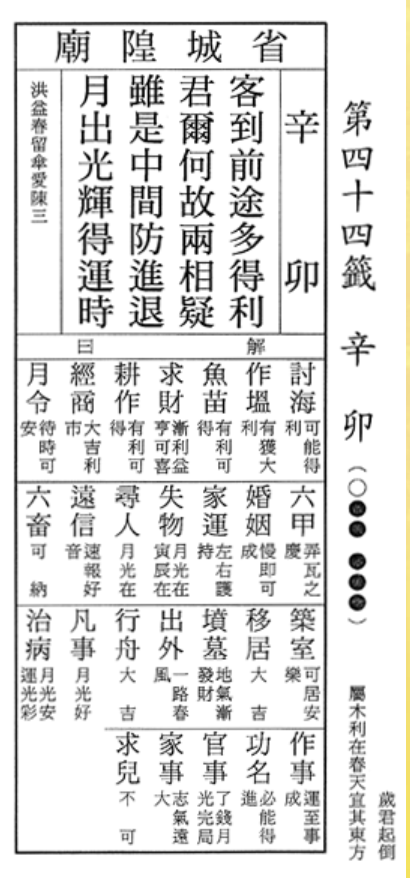 第四十四籤 辛卯
歲君起倒
屬木利在春天宜其東方
省城隍廟
辛卯
客到前途多得利
君爾何故兩相疑
雖是中間防進退
月出光輝得運時
洪益春留傘愛陳三
解曰
討海 可能得利
作塭 有獲大利
魚苗 有利可得
求財 漸利益亨可喜
耕作 有利可得
經商 大吉利市
月令 待時可安
六甲 弄瓦之慶
婚姻 慢即可成
家運 左右護持
失物 月光在寅辰在
尋人 月光在
遠信 速報好音
六畜 可納
築室 可居安樂
移居 大吉
墳墓 地氣漸發財
出外 一路春風
行舟 大吉
凡事 月光好
治病 月光安運光彩
作事 運至事成
功名 必能得進
官事 了錢月光完局
家事 志氣遠大
求兒 不可